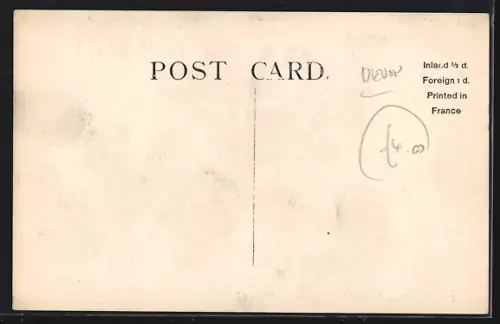 POST CARD.
DEVON
Inland ½ d.
Foreign 1 d.
Printed in
France
£4.00